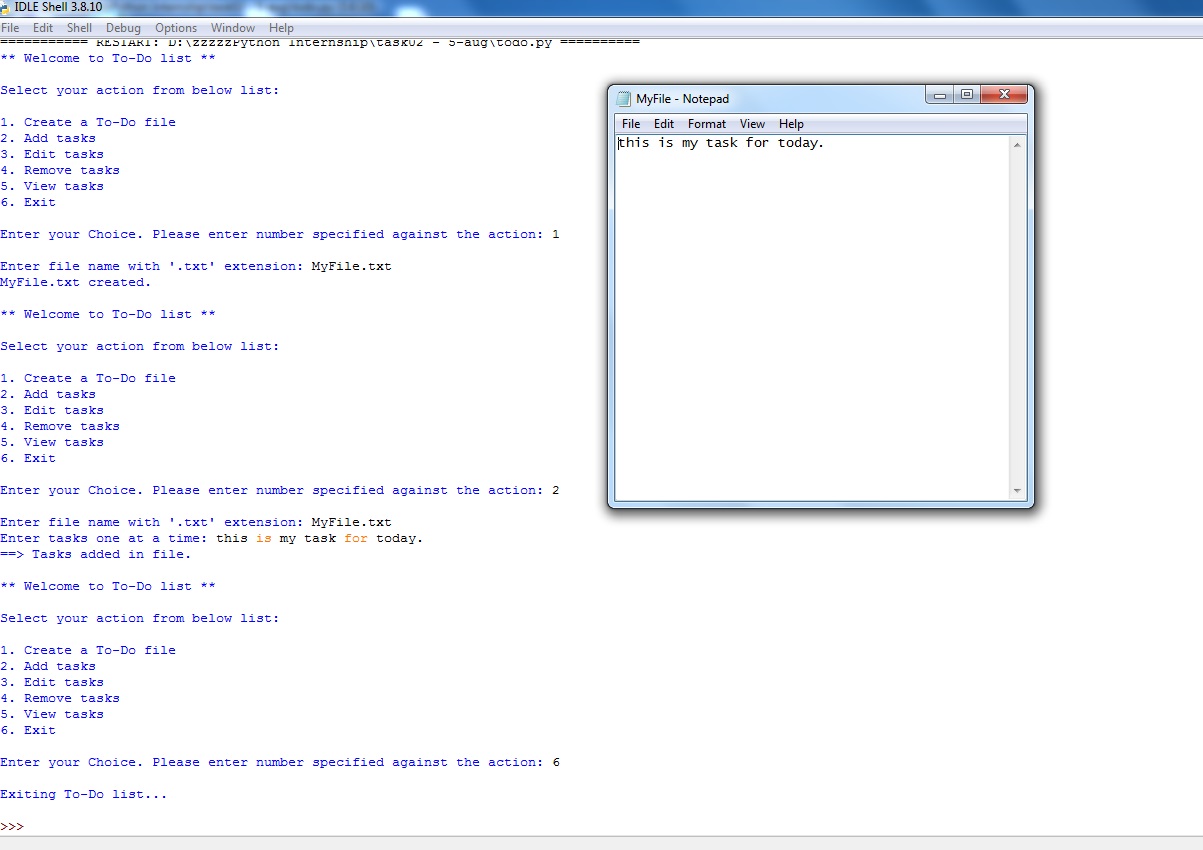 IDLE Shell 3.8.10
File Edit Shell Debug Options Window Help
=========== RESTART: D:\zzzzzPython Internship\task02 - 5-aug\todo.py ==========
** Welcome to To-Do list **
Select your action from below list:
1. Create a To-Do file
2. Add tasks
3. Edit tasks
4. Remove tasks
5. View tasks
6. Exit
Enter your Choice. Please enter number specified against the action: 1
Enter file name with '.txt' extension: MyFile.txt
MyFile.txt created.
** Welcome to To-Do list **
Select your action from below list:
1. Create a To-Do file
2. Add tasks
3. Edit tasks
4. Remove tasks
5. View tasks
6. Exit
Enter your Choice. Please enter number specified against the action: 2
Enter file name with '.txt' extension: MyFile.txt
Enter tasks one at a time: this is my task for today.
==> Tasks added in file.
** Welcome to To-Do list **
Select your action from below list:
1. Create a To-Do file
2. Add tasks
3. Edit tasks
4. Remove tasks
5. View tasks
6. Exit
Enter your Choice. Please enter number specified against the action: 6
Exiting To-Do list...
>>>
MyFile - Notepad
File Edit Format View Help
this is my task for today.